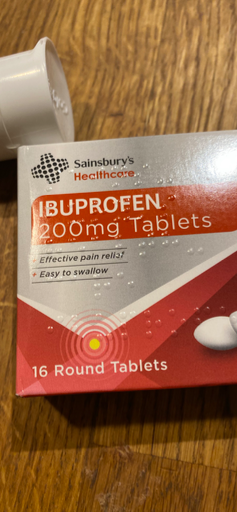 Sainsbury's
Healthcare
IBUPROFEN
200mg Tablets
+ Effective pain relief
+ Easy to swallow
16 Round Tablets